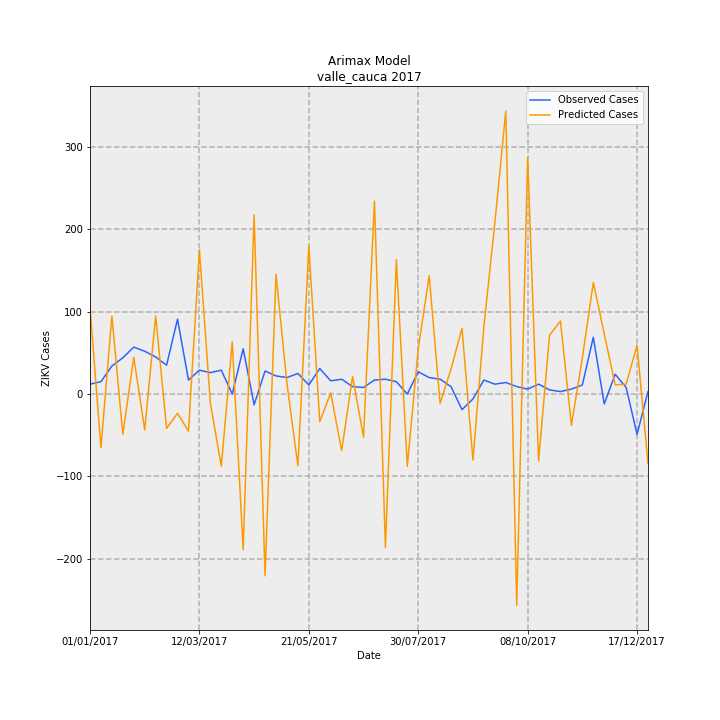 Arimax Model
valle_cauca 2017
Observed Cases
Predicted Cases
ZIKV Cases
300
200
100
0
−100
−200
01/01/2017
12/03/2017
21/05/2017
30/07/2017
08/10/2017
17/12/2017
Date